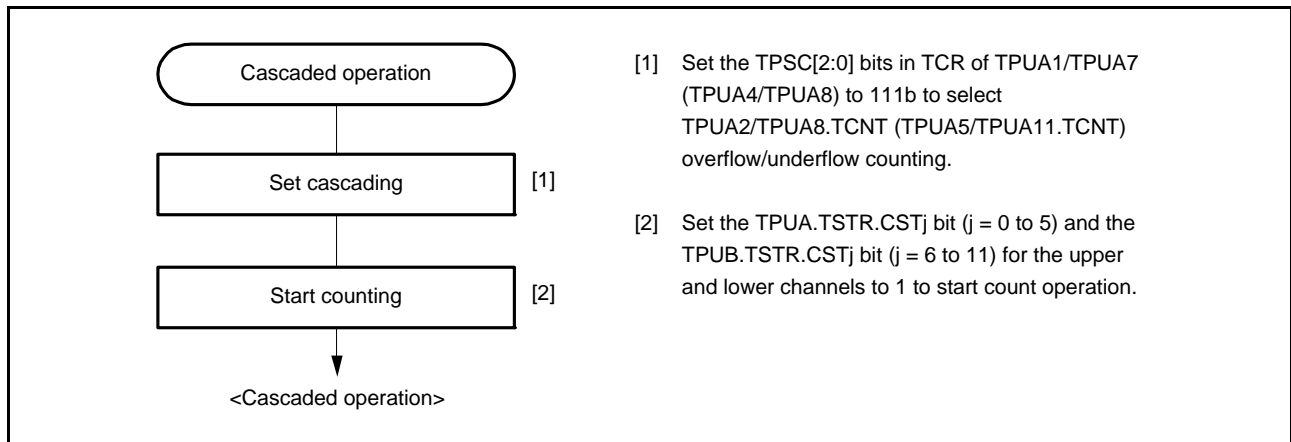 Cascaded operation
Set cascading
[1]
Start counting
[2]
<Cascaded operation>
[1] Set the TPSC[2:0] bits in TCR of TPUA1/TPUA7
(TPUA4/TPUA8) to 111b to select
TPUA2/TPUA8.TCNT (TPUA5/TPUA11.TCNT)
overflow/underflow counting.
[2] Set the TPUA.TSTR.CSTj bit (j = 0 to 5) and the
TPUB.TSTR.CSTj bit (j = 6 to 11) for the upper
and lower channels to 1 to start count operation.